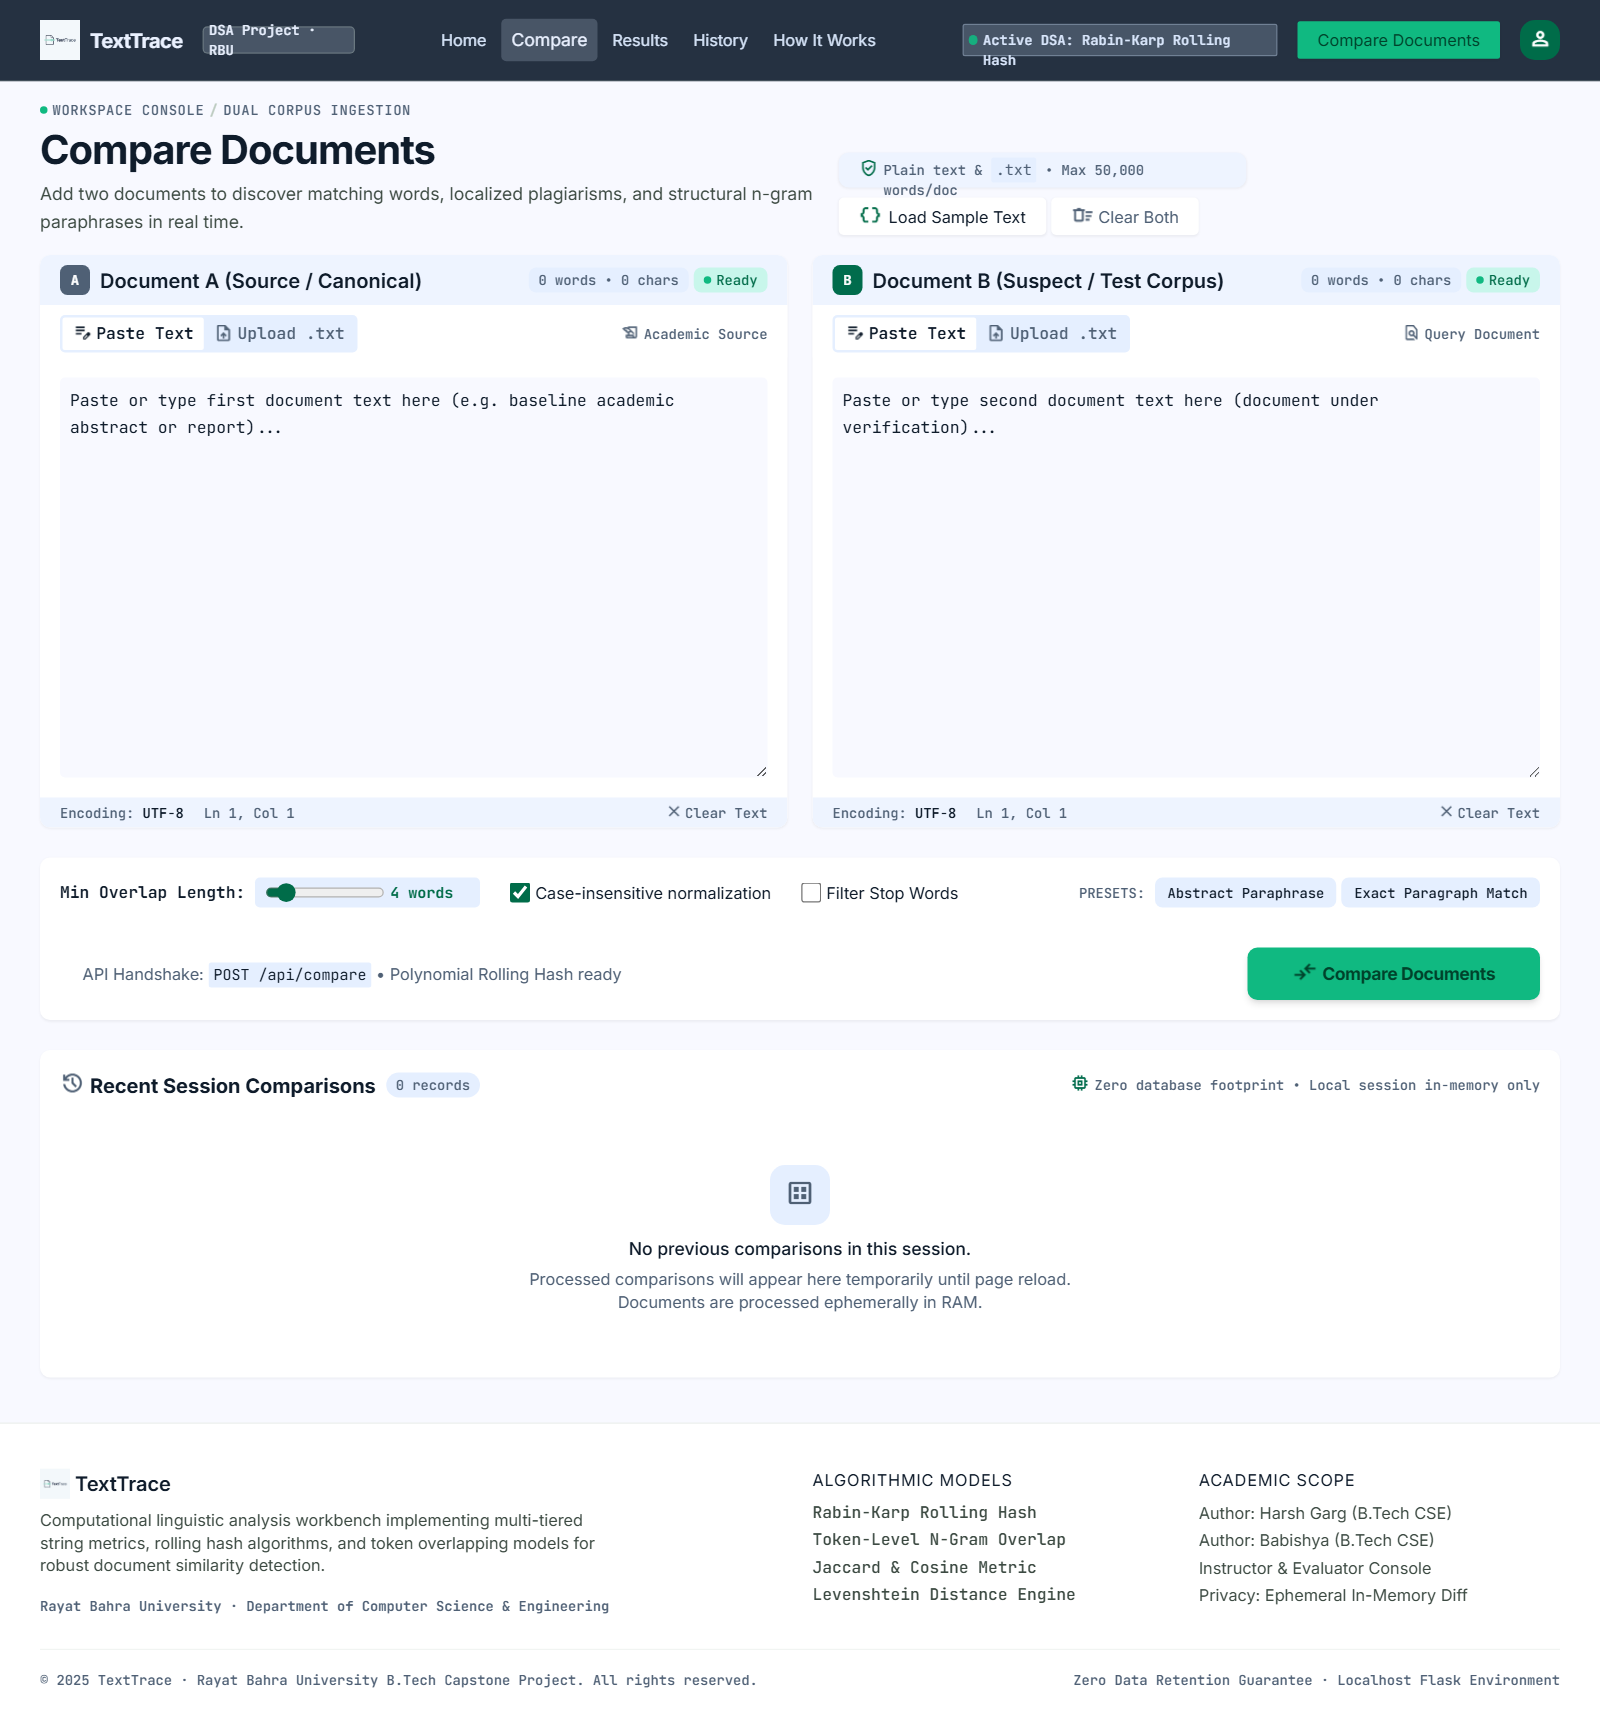 TextTrace
DSA Project ·
RBU
Home
Compare
Results
History
How It Works
Active DSA: Rabin-Karp Rolling
Hash
Compare Documents
WORKSPACE CONSOLE / DUAL CORPUS INGESTION
Compare Documents
Add two documents to discover matching words, localized plagiarisms, and structural n-gram
paraphrases in real time.
Plain text & .txt • Max 50,000
words/doc
Load Sample Text
Clear Both
A
Document A (Source / Canonical)
0 words • 0 chars
Ready
Paste Text
Upload .txt
Academic Source
Paste or type first document text here (e.g. baseline academic
abstract or report)...
Encoding: UTF-8
Ln 1, Col 1
Clear Text
B
Document B (Suspect / Test Corpus)
0 words • 0 chars
Ready
Paste Text
Upload .txt
Query Document
Paste or type second document text here (document under
verification)...
Encoding: UTF-8
Ln 1, Col 1
Clear Text
Min Overlap Length:
4 words
Case-insensitive normalization
Filter Stop Words
PRESETS:
Abstract Paraphrase
Exact Paragraph Match
API Handshake: POST /api/compare • Polynomial Rolling Hash ready
Compare Documents
Recent Session Comparisons
0 records
Zero database footprint • Local session in-memory only
No previous comparisons in this session.
Processed comparisons will appear here temporarily until page reload.
Documents are processed ephemerally in RAM.
TextTrace
Computational linguistic analysis workbench implementing multi-tiered
string metrics, rolling hash algorithms, and token overlapping models for
robust document similarity detection.
Rayat Bahra University · Department of Computer Science & Engineering
ALGORITHMIC MODELS
Rabin-Karp Rolling Hash
Token-Level N-Gram Overlap
Jaccard & Cosine Metric
Levenshtein Distance Engine
ACADEMIC SCOPE
Author: Harsh Garg (B.Tech CSE)
Author: Babishya (B.Tech CSE)
Instructor & Evaluator Console
Privacy: Ephemeral In-Memory Diff
© 2025 TextTrace · Rayat Bahra University B.Tech Capstone Project. All rights reserved.
Zero Data Retention Guarantee · Localhost Flask Environment